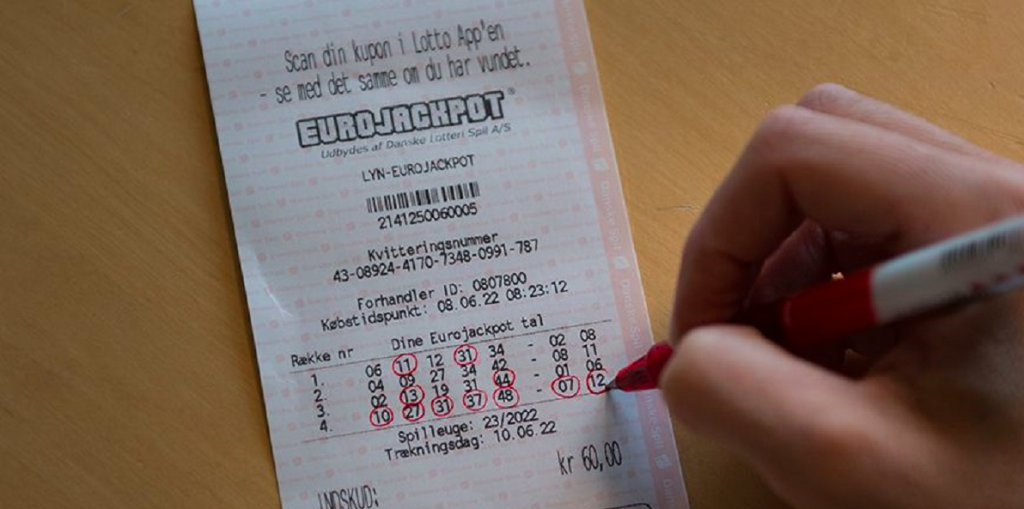 Scan din kupon i Lotto App'en
- se med det samme om du har vundet.
EUROJACKPOT®
Udbydes af Danske Lotteri Spil A/S
LYN-EUROJACKPOT
2141250060005
Kvitteringsnummer
43-08924-4170-7348-0991-787
Forhandler ID: 0807800
Købstidspunkt: 08.06.22 08:23:12
Række nr Dine Eurojackpot tal
1. 06 11 12 31 34 - 02 08
2. 04 09 27 34 42 - 08 11
3. 02 13 19 31 44 - 01 06
4. 10 27 31 37 48 - 07 12
Spilleuge: 23/2022
Trækningsdag: 10.06.22
kr 60,00
INDSKUD: